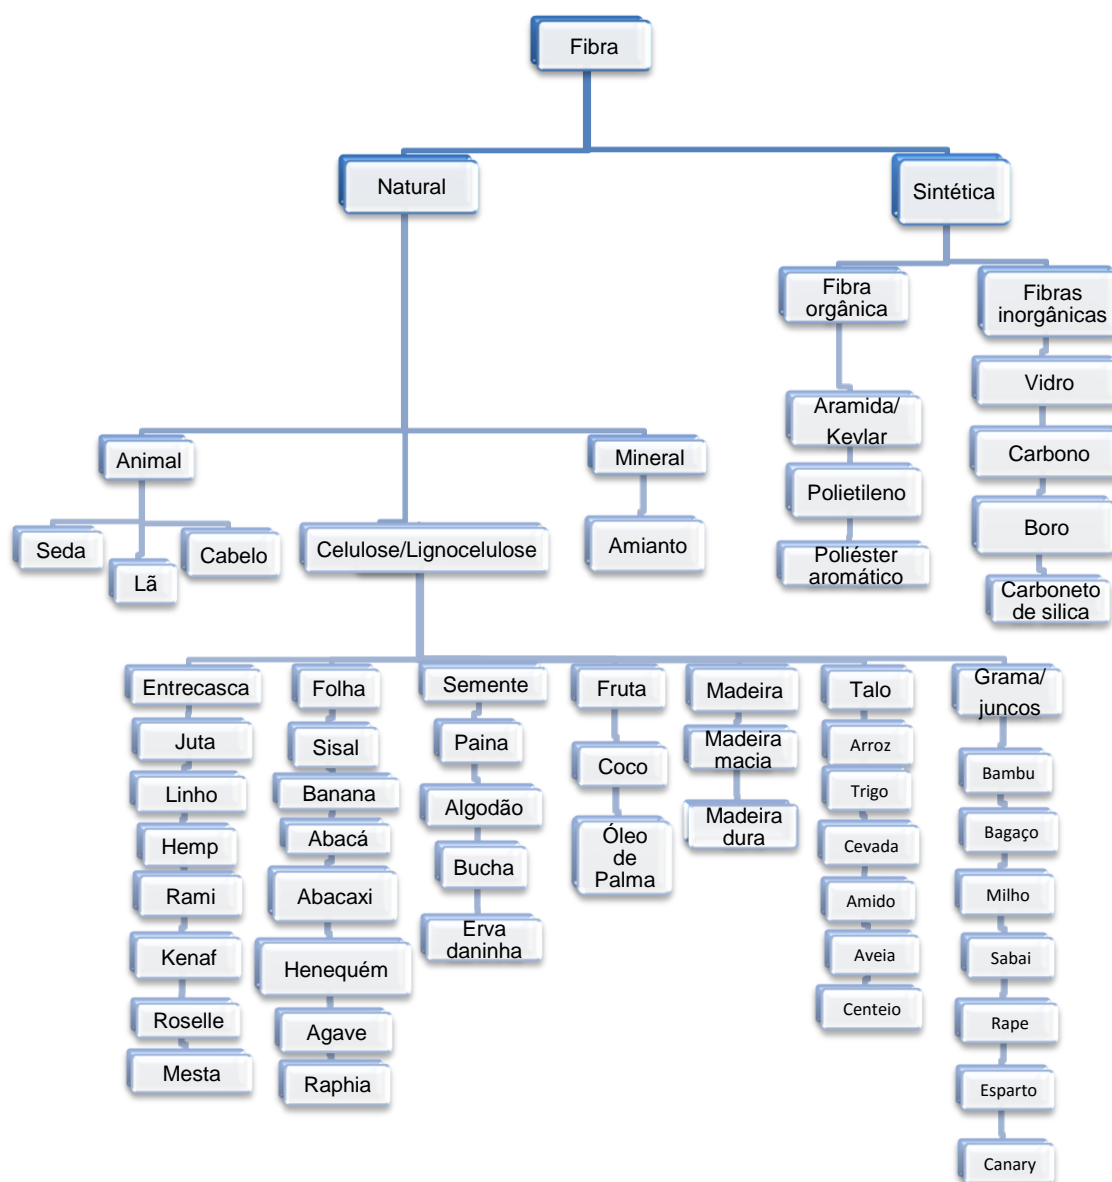 Fibra
Natural
Sintética
Fibra
orgânica
Fibras
inorgânicas
Vidro
Aramida/
Kevlar
Carbono
Animal
Mineral
Polietileno
Boro
Seda
Lã
Cabelo
Celulose/Lignocelulose
Amianto
Poliéster
aromático
Carboneto
de silica
Entrecasca
Juta
Linho
Hemp
Rami
Kenaf
Roselle
Mesta
Folha
Sisal
Banana
Abacá
Abacaxi
Henequém
Agave
Raphia
Semente
Paina
Algodão
Bucha
Erva
daninha
Fruta
Coco
Óleo
de
Palma
Madeira
Madeira
macia
Madeira
dura
Talo
Arroz
Trigo
Cevada
Amido
Aveia
Centeio
Grama/
juncos
Bambu
Bagaço
Milho
Sabai
Rape
Esparto
Canary